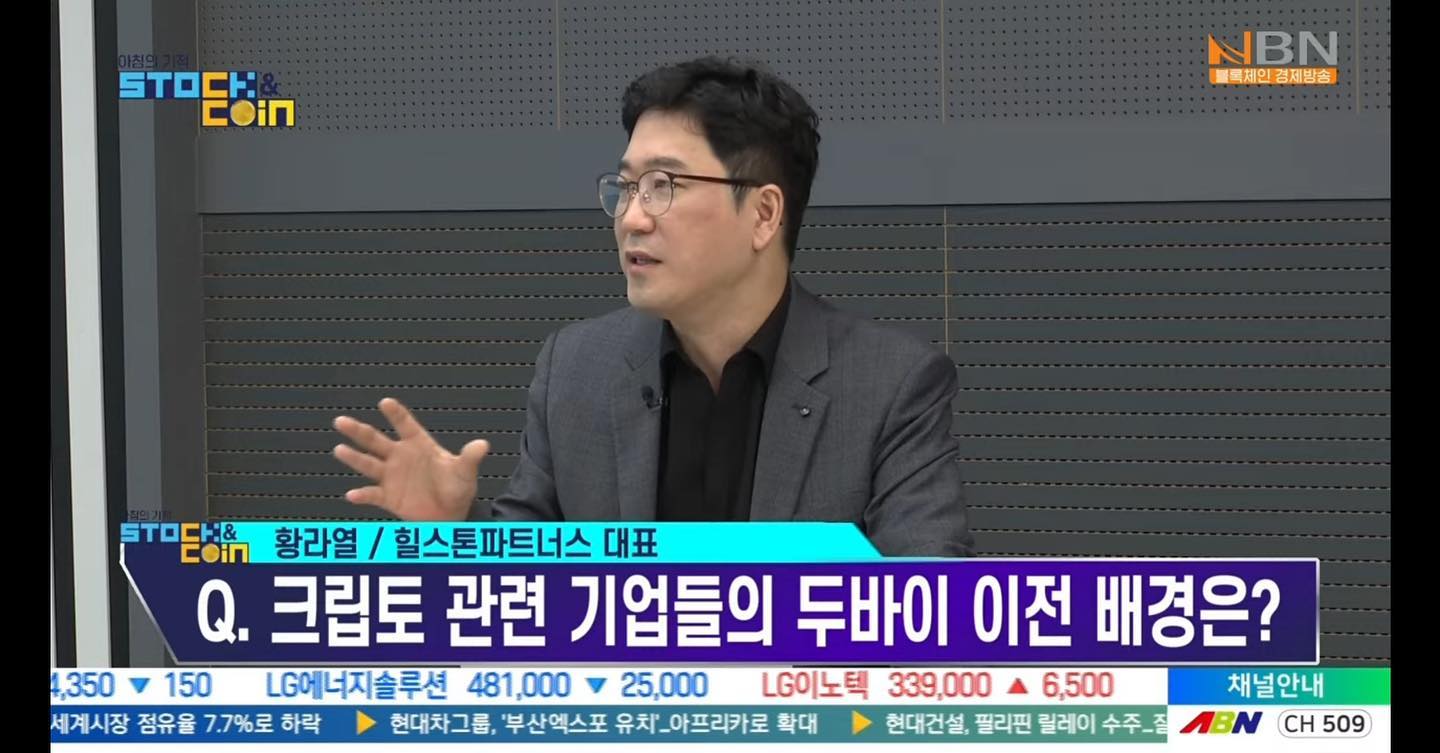 아침의 기적
STOCK&
COIN
NBN
블록체인 경제방송
아침의 기적
STOCK&
COIN
황라열 / 힐스톤파트너스 대표
Q. 크립토 관련 기업들의 두바이 이전 배경은?
4,350 ▼ 150 LG에너지솔루션 481,000 ▼ 25,000 LG이노텍 339,000 ▲ 6,500
채널안내
세계시장 점유율 7.7%로 하락 ▶ 현대차그룹, '부산엑스포 유치'_아프리카로 확대 ▶ 현대건설, 필리핀 릴레이 수주_질
ABN CH 509